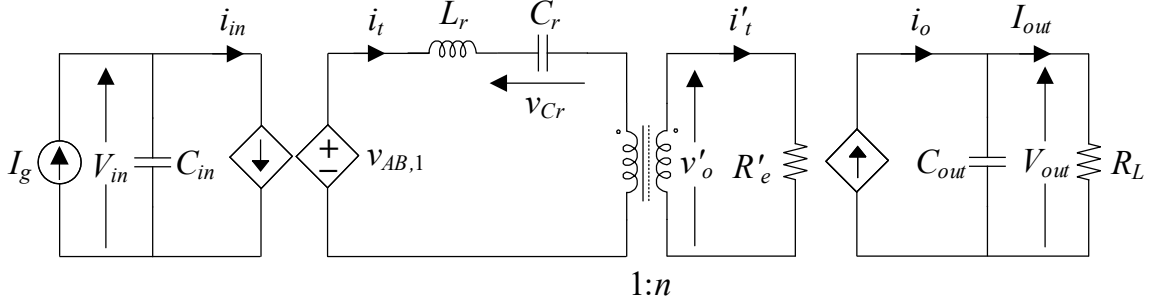 i_in i_t L_r C_r i'_t i_o I_out
v_Cr
I_g V_in C_in + − v_AB,1 v'_o R'_e C_out V_out R_L
1:n